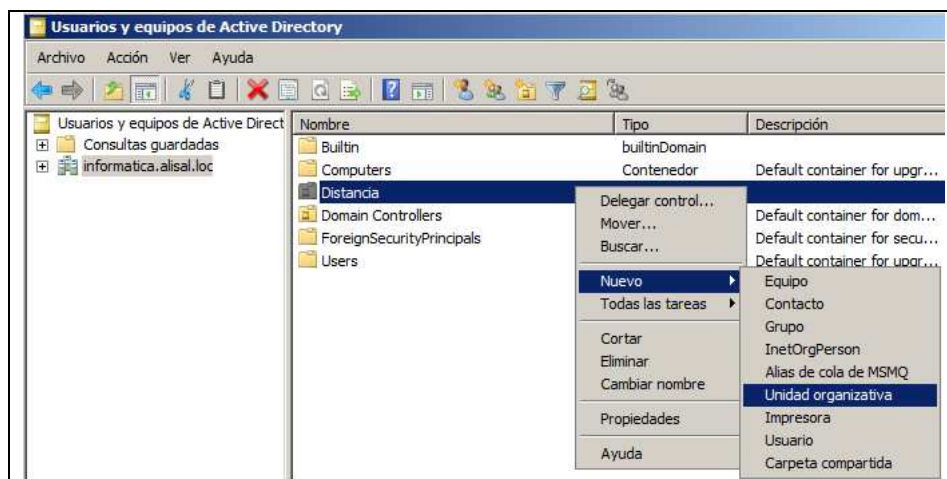 Usuarios y equipos de Active Directory
Archivo Acción Ver Ayuda
Usuarios y equipos de Active Direct
Consultas guardadas
informatica.alisal.loc
Nombre Tipo Descripción
Builtin builtinDomain
Computers Contenedor Default container for upgr...
Distancia
Domain Controllers Default container for dom...
ForeignSecurityPrincipals Default container for secu...
Users Default container for upgr...
Delegar control...
Mover...
Buscar...
Nuevo
Todas las tareas
Cortar
Eliminar
Cambiar nombre
Propiedades
Ayuda
Equipo
Contacto
Grupo
InetOrgPerson
Alias de cola de MSMQ
Unidad organizativa
Impresora
Usuario
Carpeta compartida